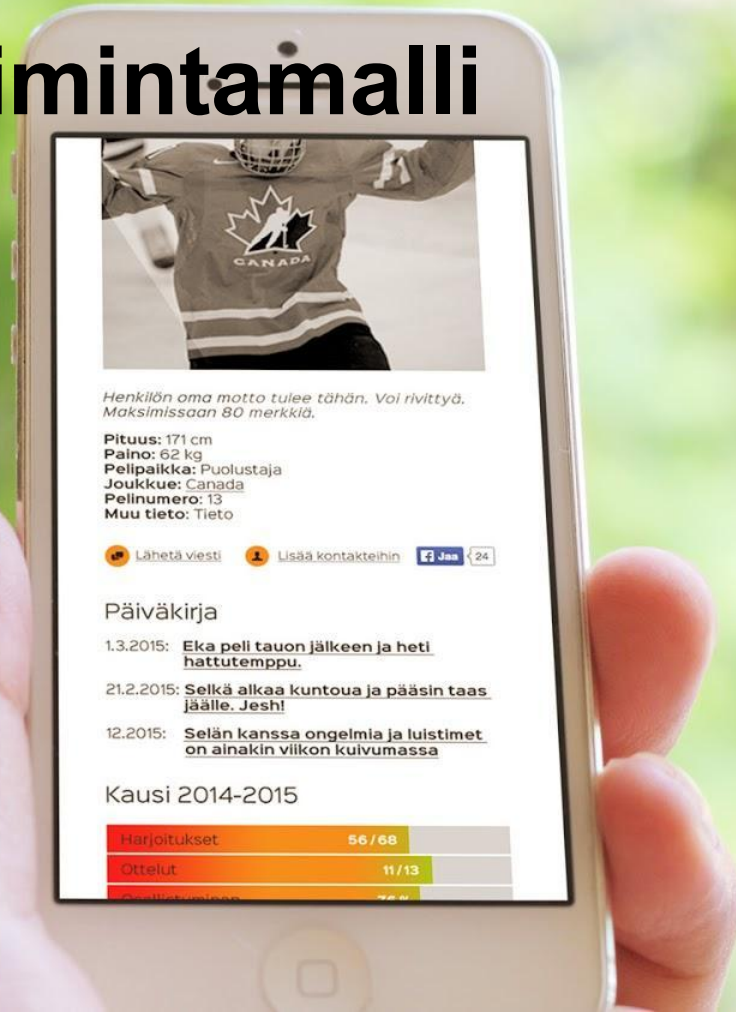 imintamalli
CANADA
Henkilön oma motto tulee tähän. Voi rivittyä.
Maksimissaan 80 merkkiä.
Pituus: 171 cm
Paino: 62 kg
Pelipaikka: Puolustaja
Joukkue: Canada
Pelinumero: 13
Muu tieto: Tieto
Lähetä viesti Lisää kontakteihin Jaa 24
Päiväkirja
1.3.2015: Eka peli tauon jälkeen ja heti
hattutemppu.
21.2.2015: Selkä alkaa kuntoua ja pääsin taas
jäälle. Jesh!
12.2015: Selän kanssa ongelmia ja luistimet
on ainakin viikon kuivumassa
Kausi 2014-2015
Harjoitukset 56/68
Ottelut 11/13
Osallistuminen 76 %